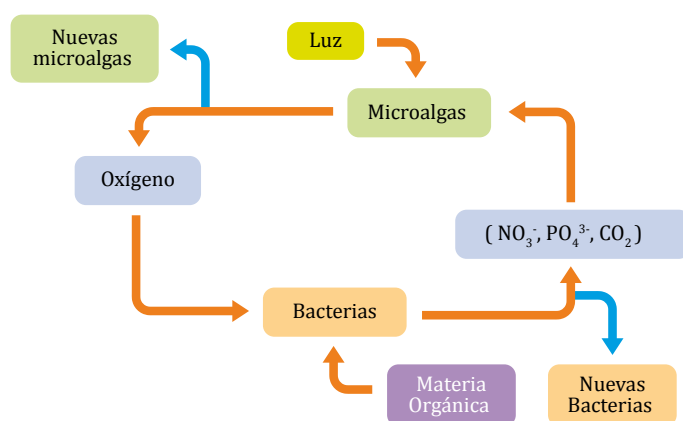 Nuevas
microalgas
Luz
Microalgas
Oxígeno
( NO₃⁻, PO₄³⁻, CO₂ )
Bacterias
Materia
Orgánica
Nuevas
Bacterias